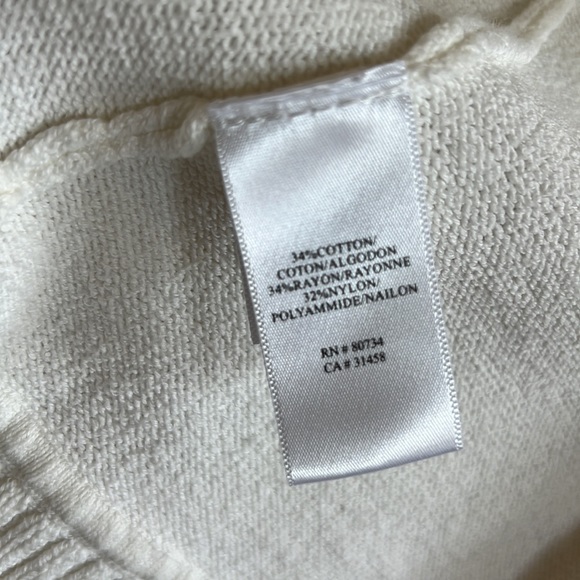 34%COTTON/
COTON/ALGODON
34%RAYON/RAYONNE
32%NYLON/
POLYAMMIDE/NAILON
RN # 80734
CA # 31458